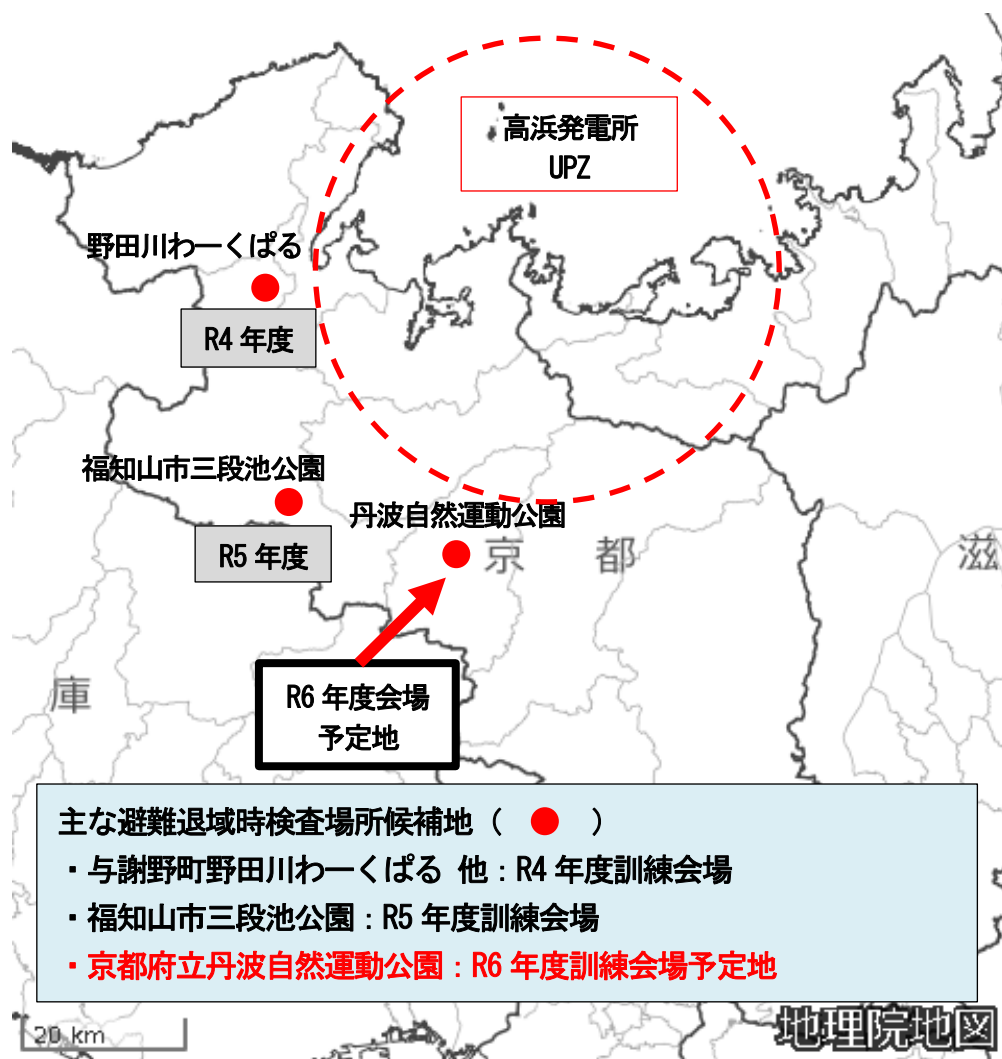 高浜発電所
UPZ
野田川わーくぱる
R4 年度
福知山市三段池公園
R5 年度
丹波自然運動公園
京　都
滋
庫
R6 年度会場
予定地
主な避難退域時検査場所候補地（ ● ）
・与謝野町野田川わーくぱる 他：R4 年度訓練会場
・福知山市三段池公園：R5 年度訓練会場
・京都府立丹波自然運動公園：R6 年度訓練会場予定地
20 km
地理院地図